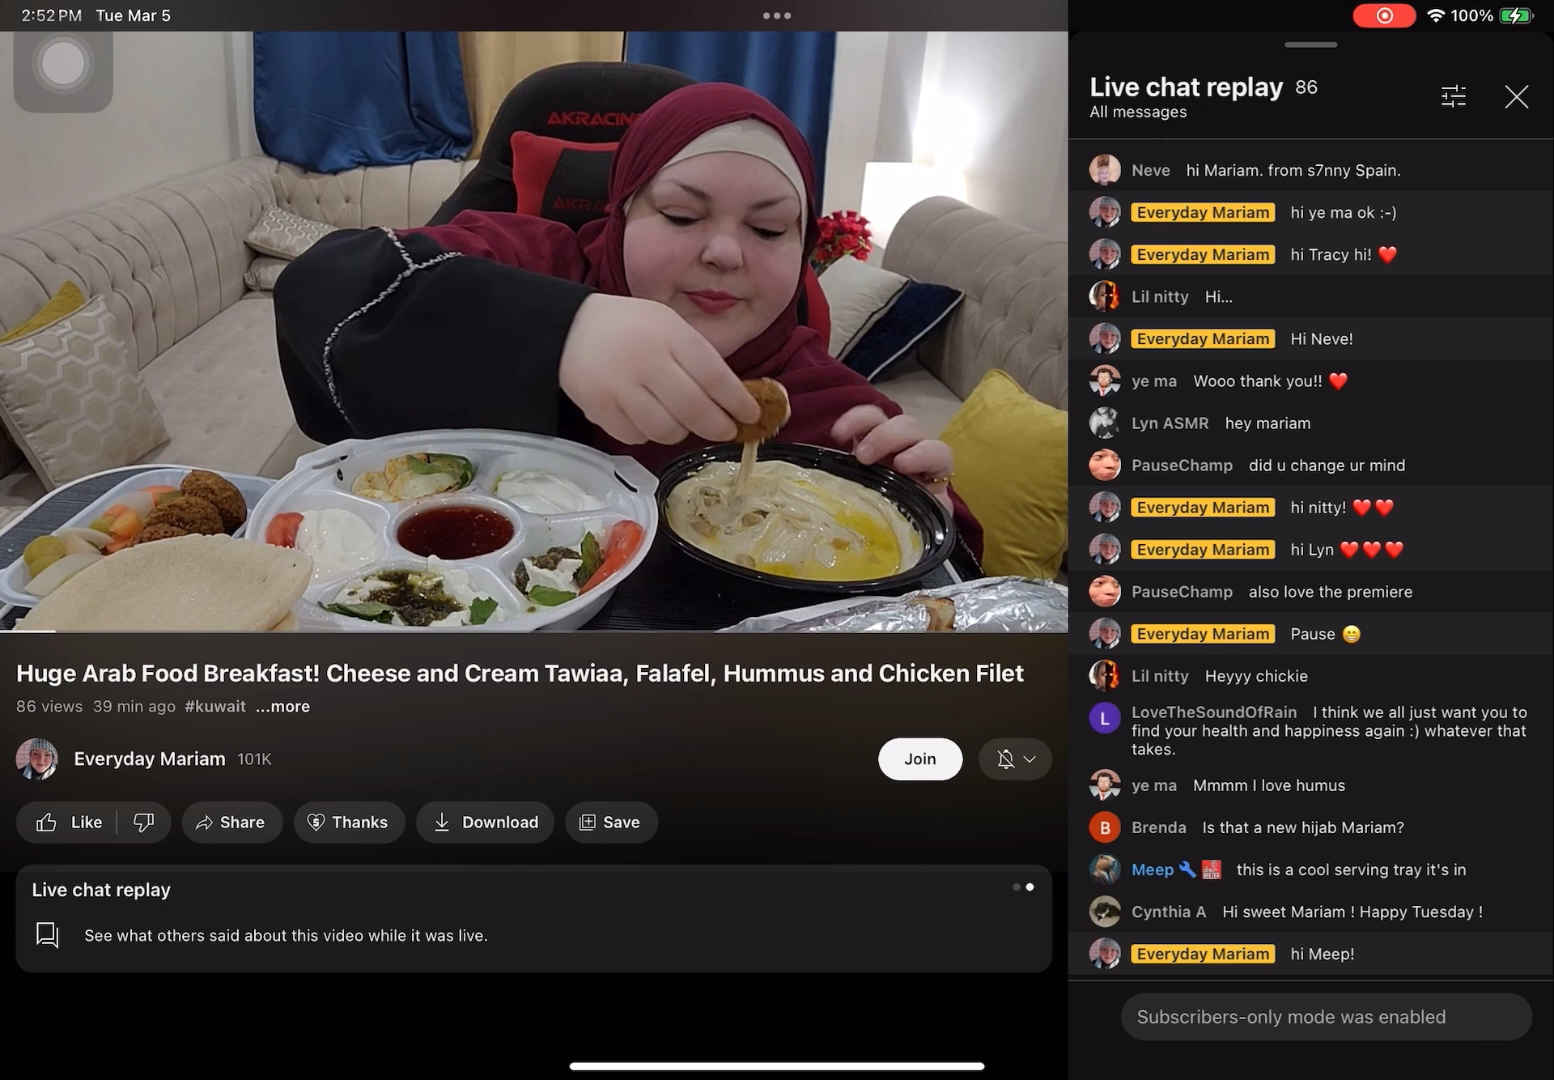 2:52 PM Tue Mar 5
100%
AKRACING
AKRA
Huge Arab Food Breakfast! Cheese and Cream Tawiaa, Falafel, Hummus and Chicken Filet
86 views 39 min ago #kuwait ...more
Everyday Mariam 101K
Join
Like
Share
Thanks
Download
Save
Live chat replay
See what others said about this video while it was live.
Live chat replay 86
All messages
Neve hi Mariam. from s7nny Spain.
Everyday Mariam hi ye ma ok :-)
Everyday Mariam hi Tracy hi! ❤️
Lil nitty Hi...
Everyday Mariam Hi Neve!
ye ma Wooo thank you!! ❤️
Lyn ASMR hey mariam
PauseChamp did u change ur mind
Everyday Mariam hi nitty! ❤️❤️
Everyday Mariam hi Lyn ❤️❤️❤️
PauseChamp also love the premiere
Everyday Mariam Pause 😁
Lil nitty Heyyy chickie
L
LoveTheSoundOfRain I think we all just want you to
find your health and happiness again :) whatever that
takes.
ye ma Mmmm I love humus
B
Brenda Is that a new hijab Mariam?
Meep 🔧 this is a cool serving tray it's in
Cynthia A Hi sweet Mariam ! Happy Tuesday !
Everyday Mariam hi Meep!
Subscribers-only mode was enabled